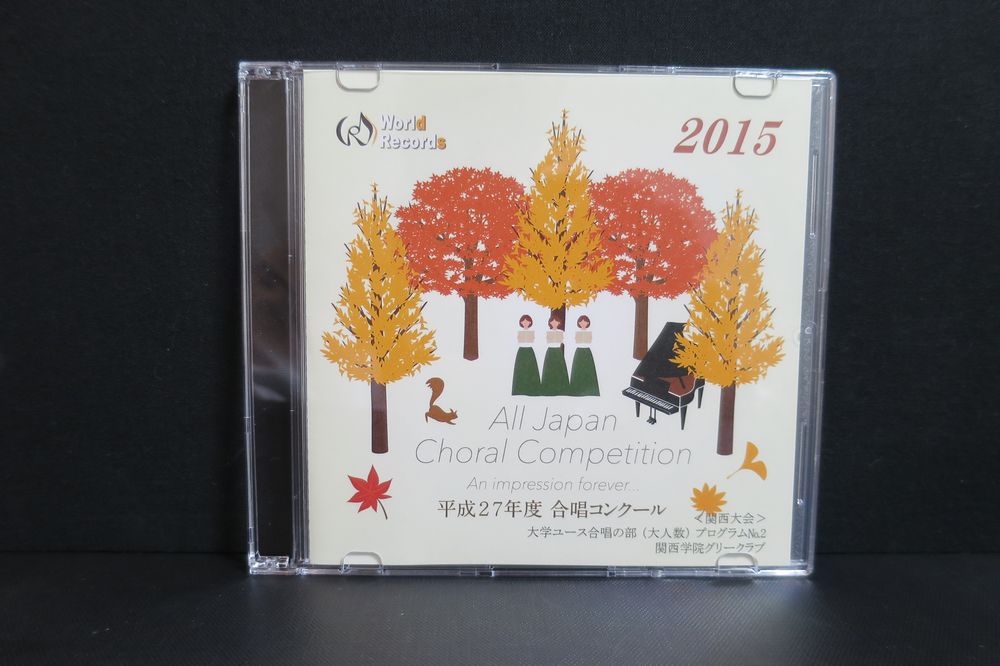 World
Records
2015
All Japan
Choral Competition
An impression forever...
平成27年度 合唱コンクール
＜関西大会＞
大学ユース合唱の部（大人数）プログラム№2
関西学院グリークラブ